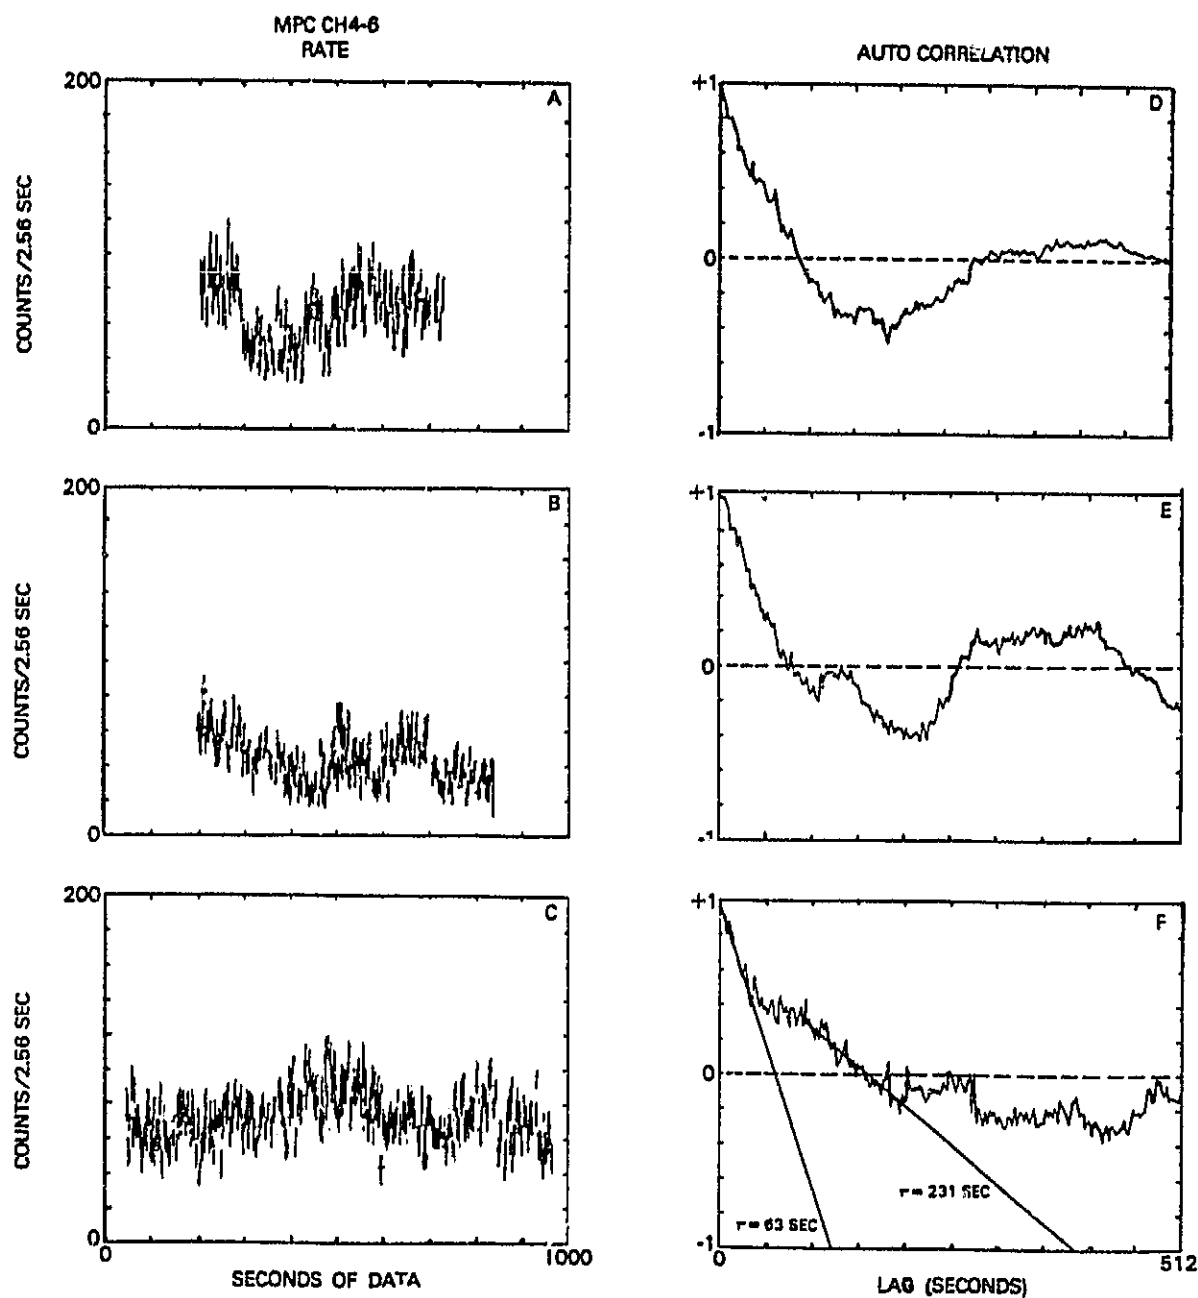 MPC CH4-6
RATE
AUTO CORRELATION
200
A
COUNTS/2.56 SEC
0
+1
D
0
-1
200
B
COUNTS/2.56 SEC
0
+1
E
0
-1
200
C
COUNTS/2.56 SEC
0
0
1000
SECONDS OF DATA
+1
F
0
τ = 231 SEC
τ = 63 SEC
-1
0
512
LAG (SECONDS)